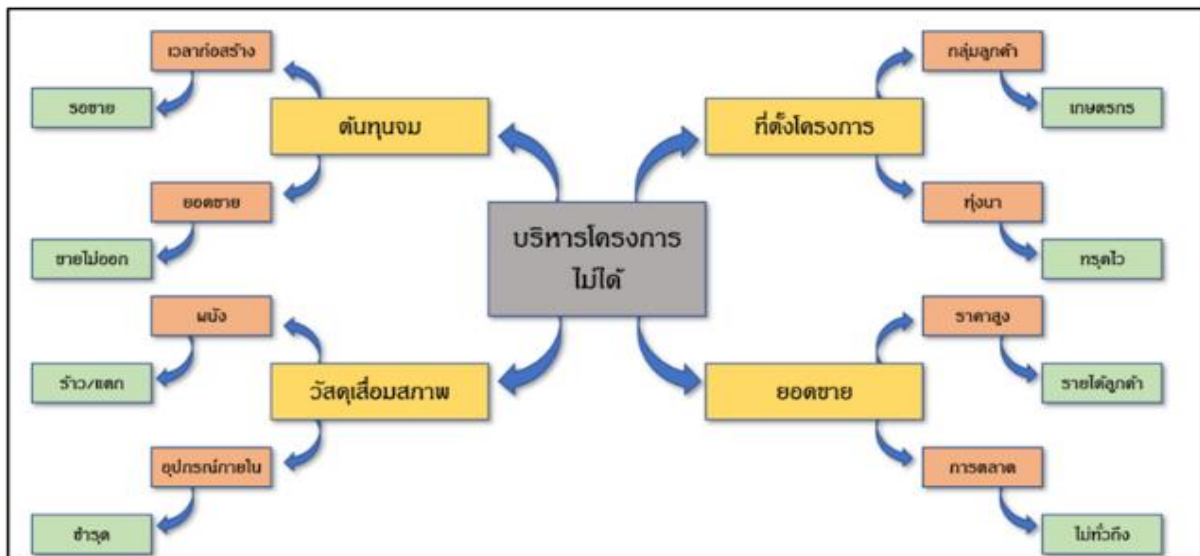 เวลาก่อสร้าง
รอขาย
ต้นทุนจม
ยอดขาย
ขายไม่ออก
กลุ่มลูกค้า
เกษตรกร
ที่ตั้งโครงการ
ทุ่งนา
ทรุดไว
บริหารโครงการ
ไม่ได้
ผนัง
ร้าว/แตก
วัสดุเสื่อมสภาพ
อุปกรณ์ภายใน
ชำรุด
ราคาสูง
รายได้ลูกค้า
ยอดขาย
การตลาด
ไม่ทั่วถึง